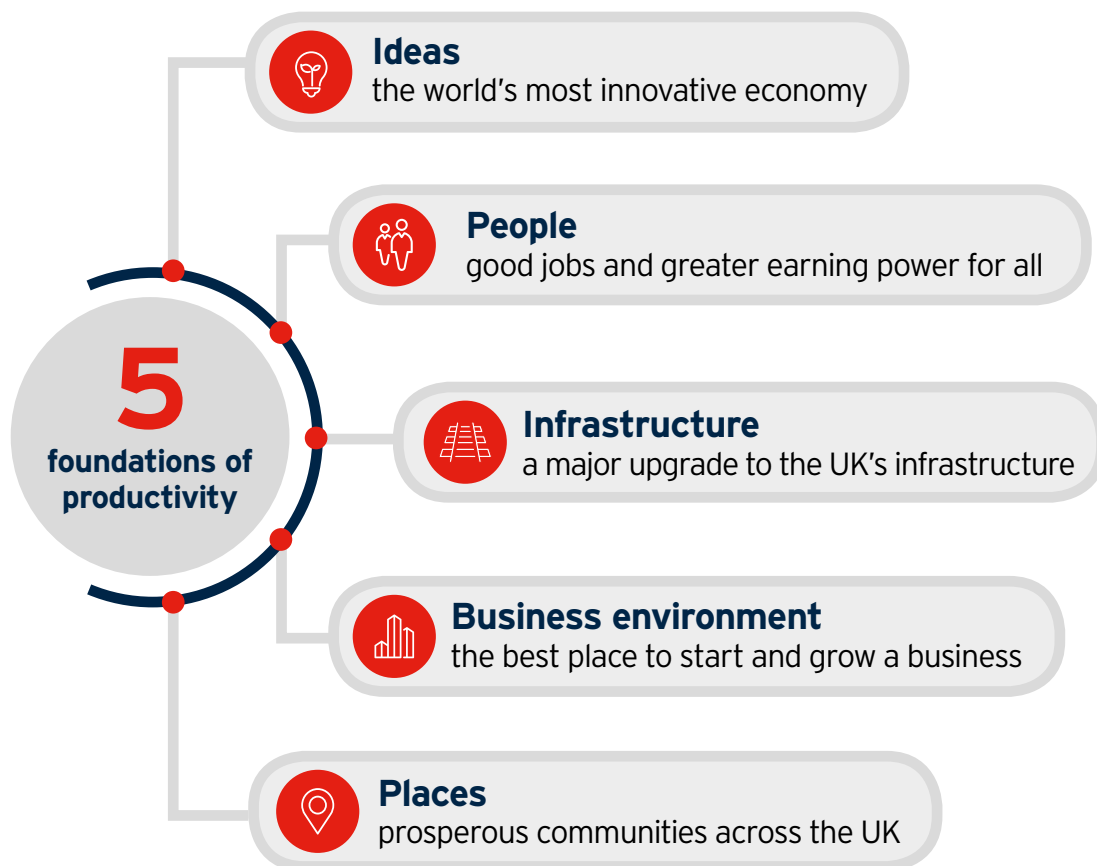 Ideas
the world's most innovative economy
People
good jobs and greater earning power for all
5
foundations of
productivity
Infrastructure
a major upgrade to the UK's infrastructure
Business environment
the best place to start and grow a business
Places
prosperous communities across the UK